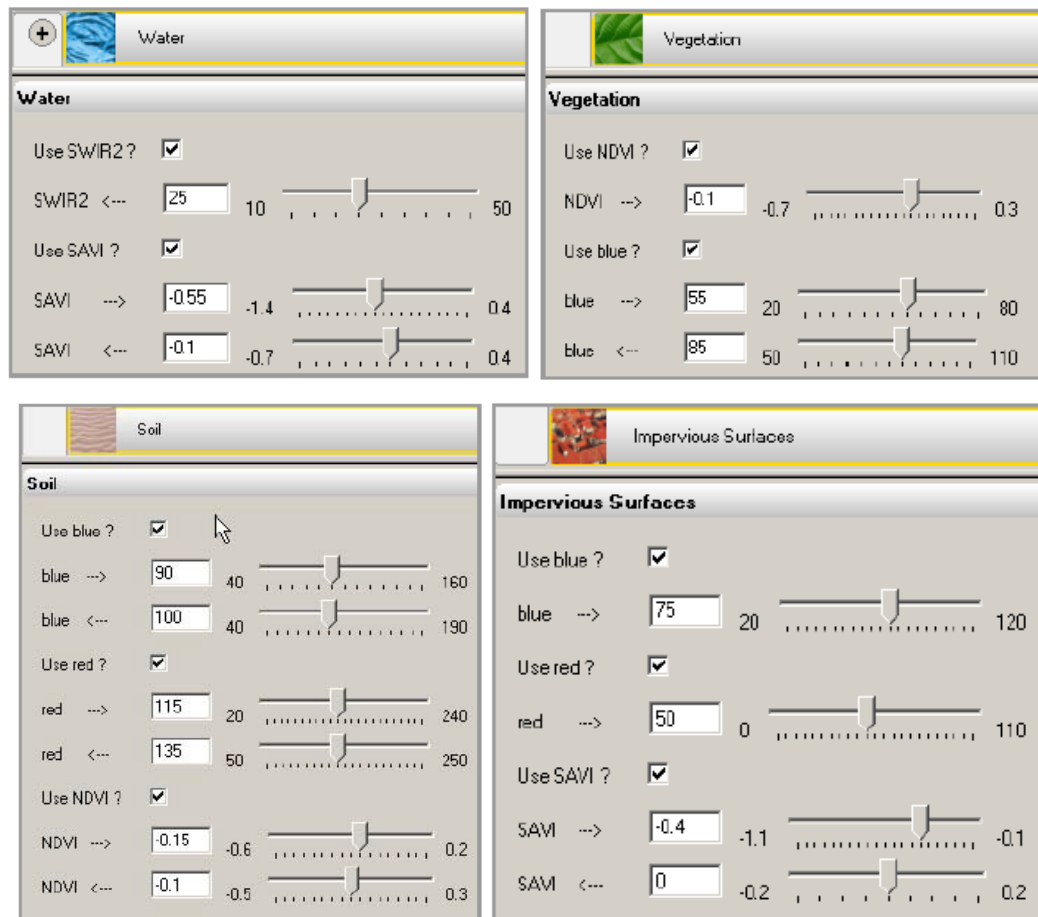 Water
Water
Use SWIR2 ?
SWIR2 <--- 25 10 50
Use SAVI ?
SAVI ---> -0.55 -1.4 0.4
SAVI <--- -0.1 -0.7 0.4
Vegetation
Vegetation
Use NDVI ?
NDVI --> -0.1 -0.7 0.3
Use blue ?
blue --> 55 20 80
blue <-- 85 50 110
Soil
Soil
Use blue ?
blue --> 90 40 160
blue <-- 100 40 190
Use red ?
red ---> 115 20 240
red <--- 135 50 250
Use NDVI ?
NDVI --> -0.15 -0.6 0.2
NDVI <-- -0.1 -0.5 0.3
Impervious Surfaces
Impervious Surfaces
Use blue ?
blue --> 75 20 120
Use red ?
red ---> 50 0 110
Use SAVI ?
SAVI ---> -0.4 -1.1 -0.1
SAVI <--- 0 -0.2 0.2